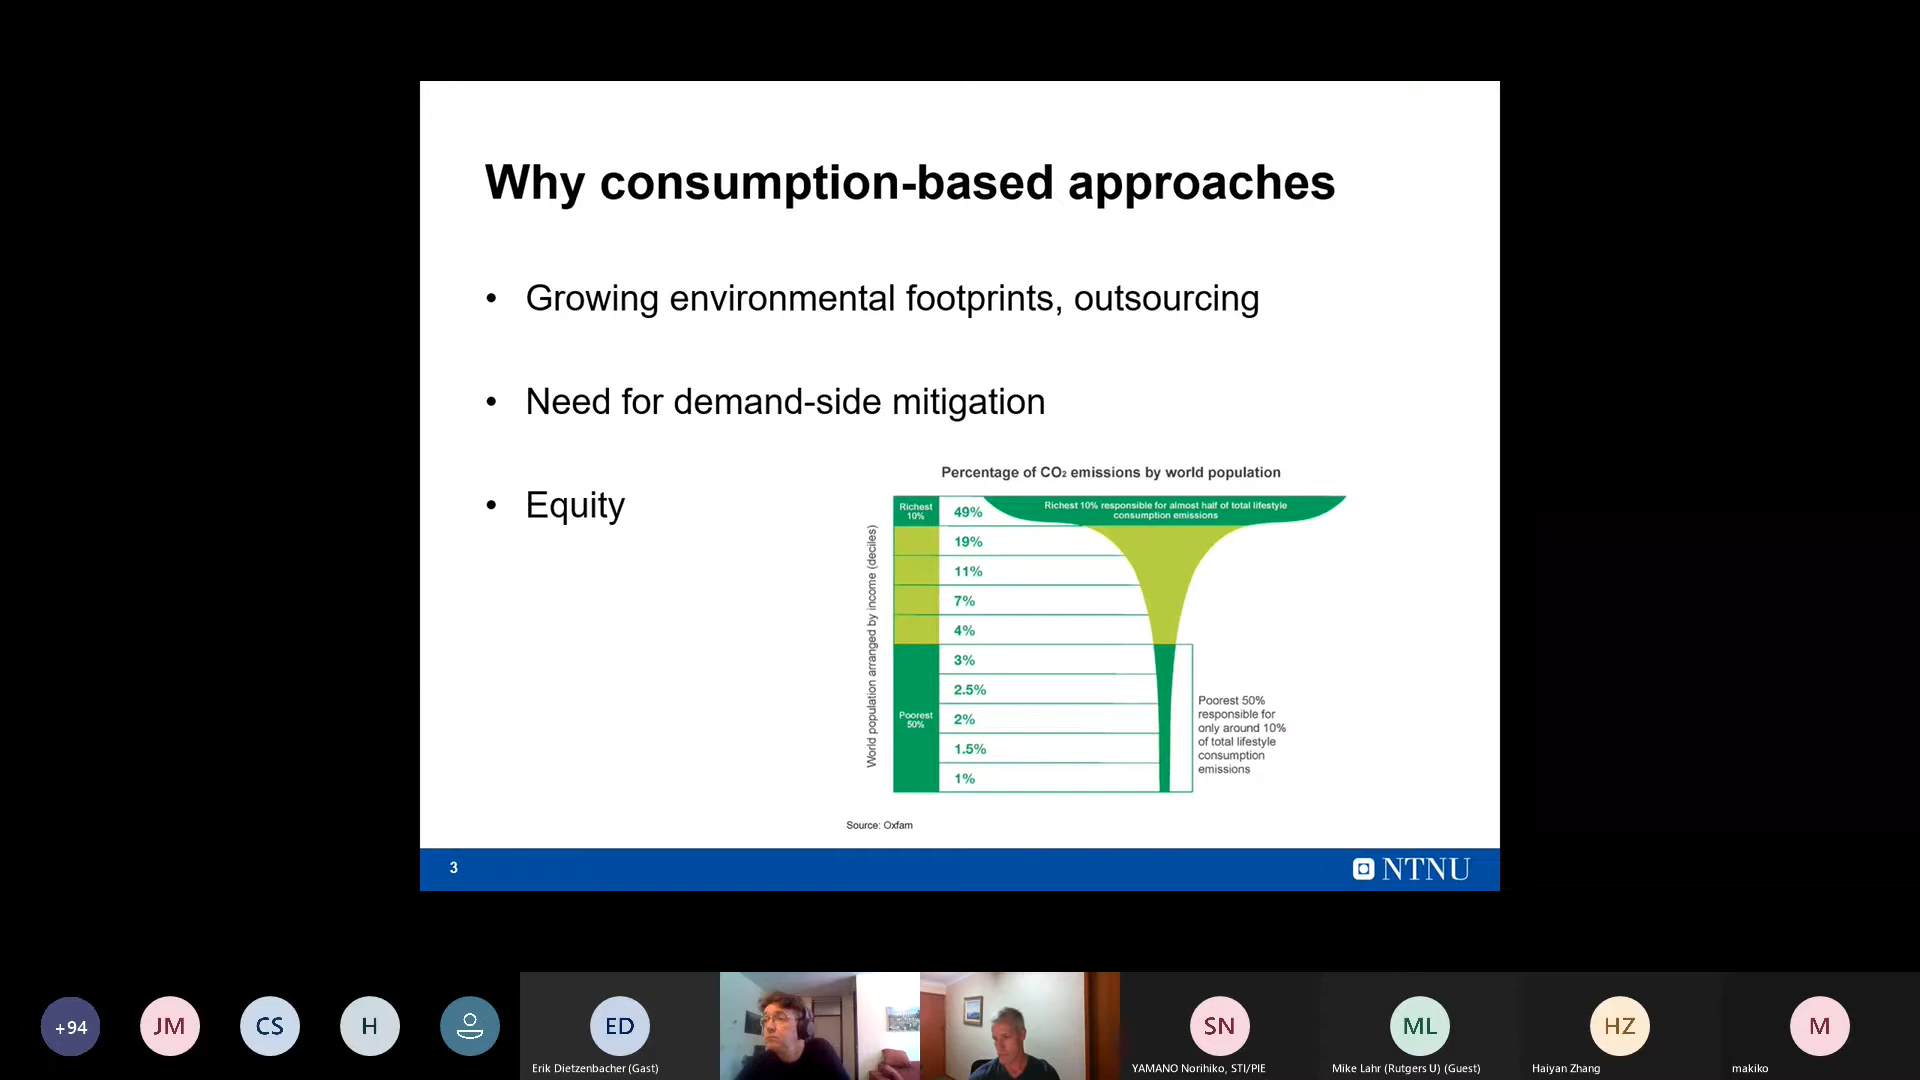 Why consumption-based approaches
• Growing environmental footprints, outsourcing
• Need for demand-side mitigation
• Equity
Percentage of CO₂ emissions by world population
World population arranged by income (deciles)
Richest
10%
49%
Richest 10% responsible for almost half of total lifestyle
consumption emissions
19%
11%
7%
4%
3%
2.5%
2%
1.5%
1%
Poorest
50%
Poorest 50%
responsible for
only around 10%
of total lifestyle
consumption
emissions
Source: Oxfam
3
NTNU
+94
JM
CS
H
ED
Erik Dietzenbacher (Gast)
SN
YAMANO Norihiko, STI/PIE
ML
Mike Lahr (Rutgers U) (Guest)
HZ
Haiyan Zhang
M
makiko